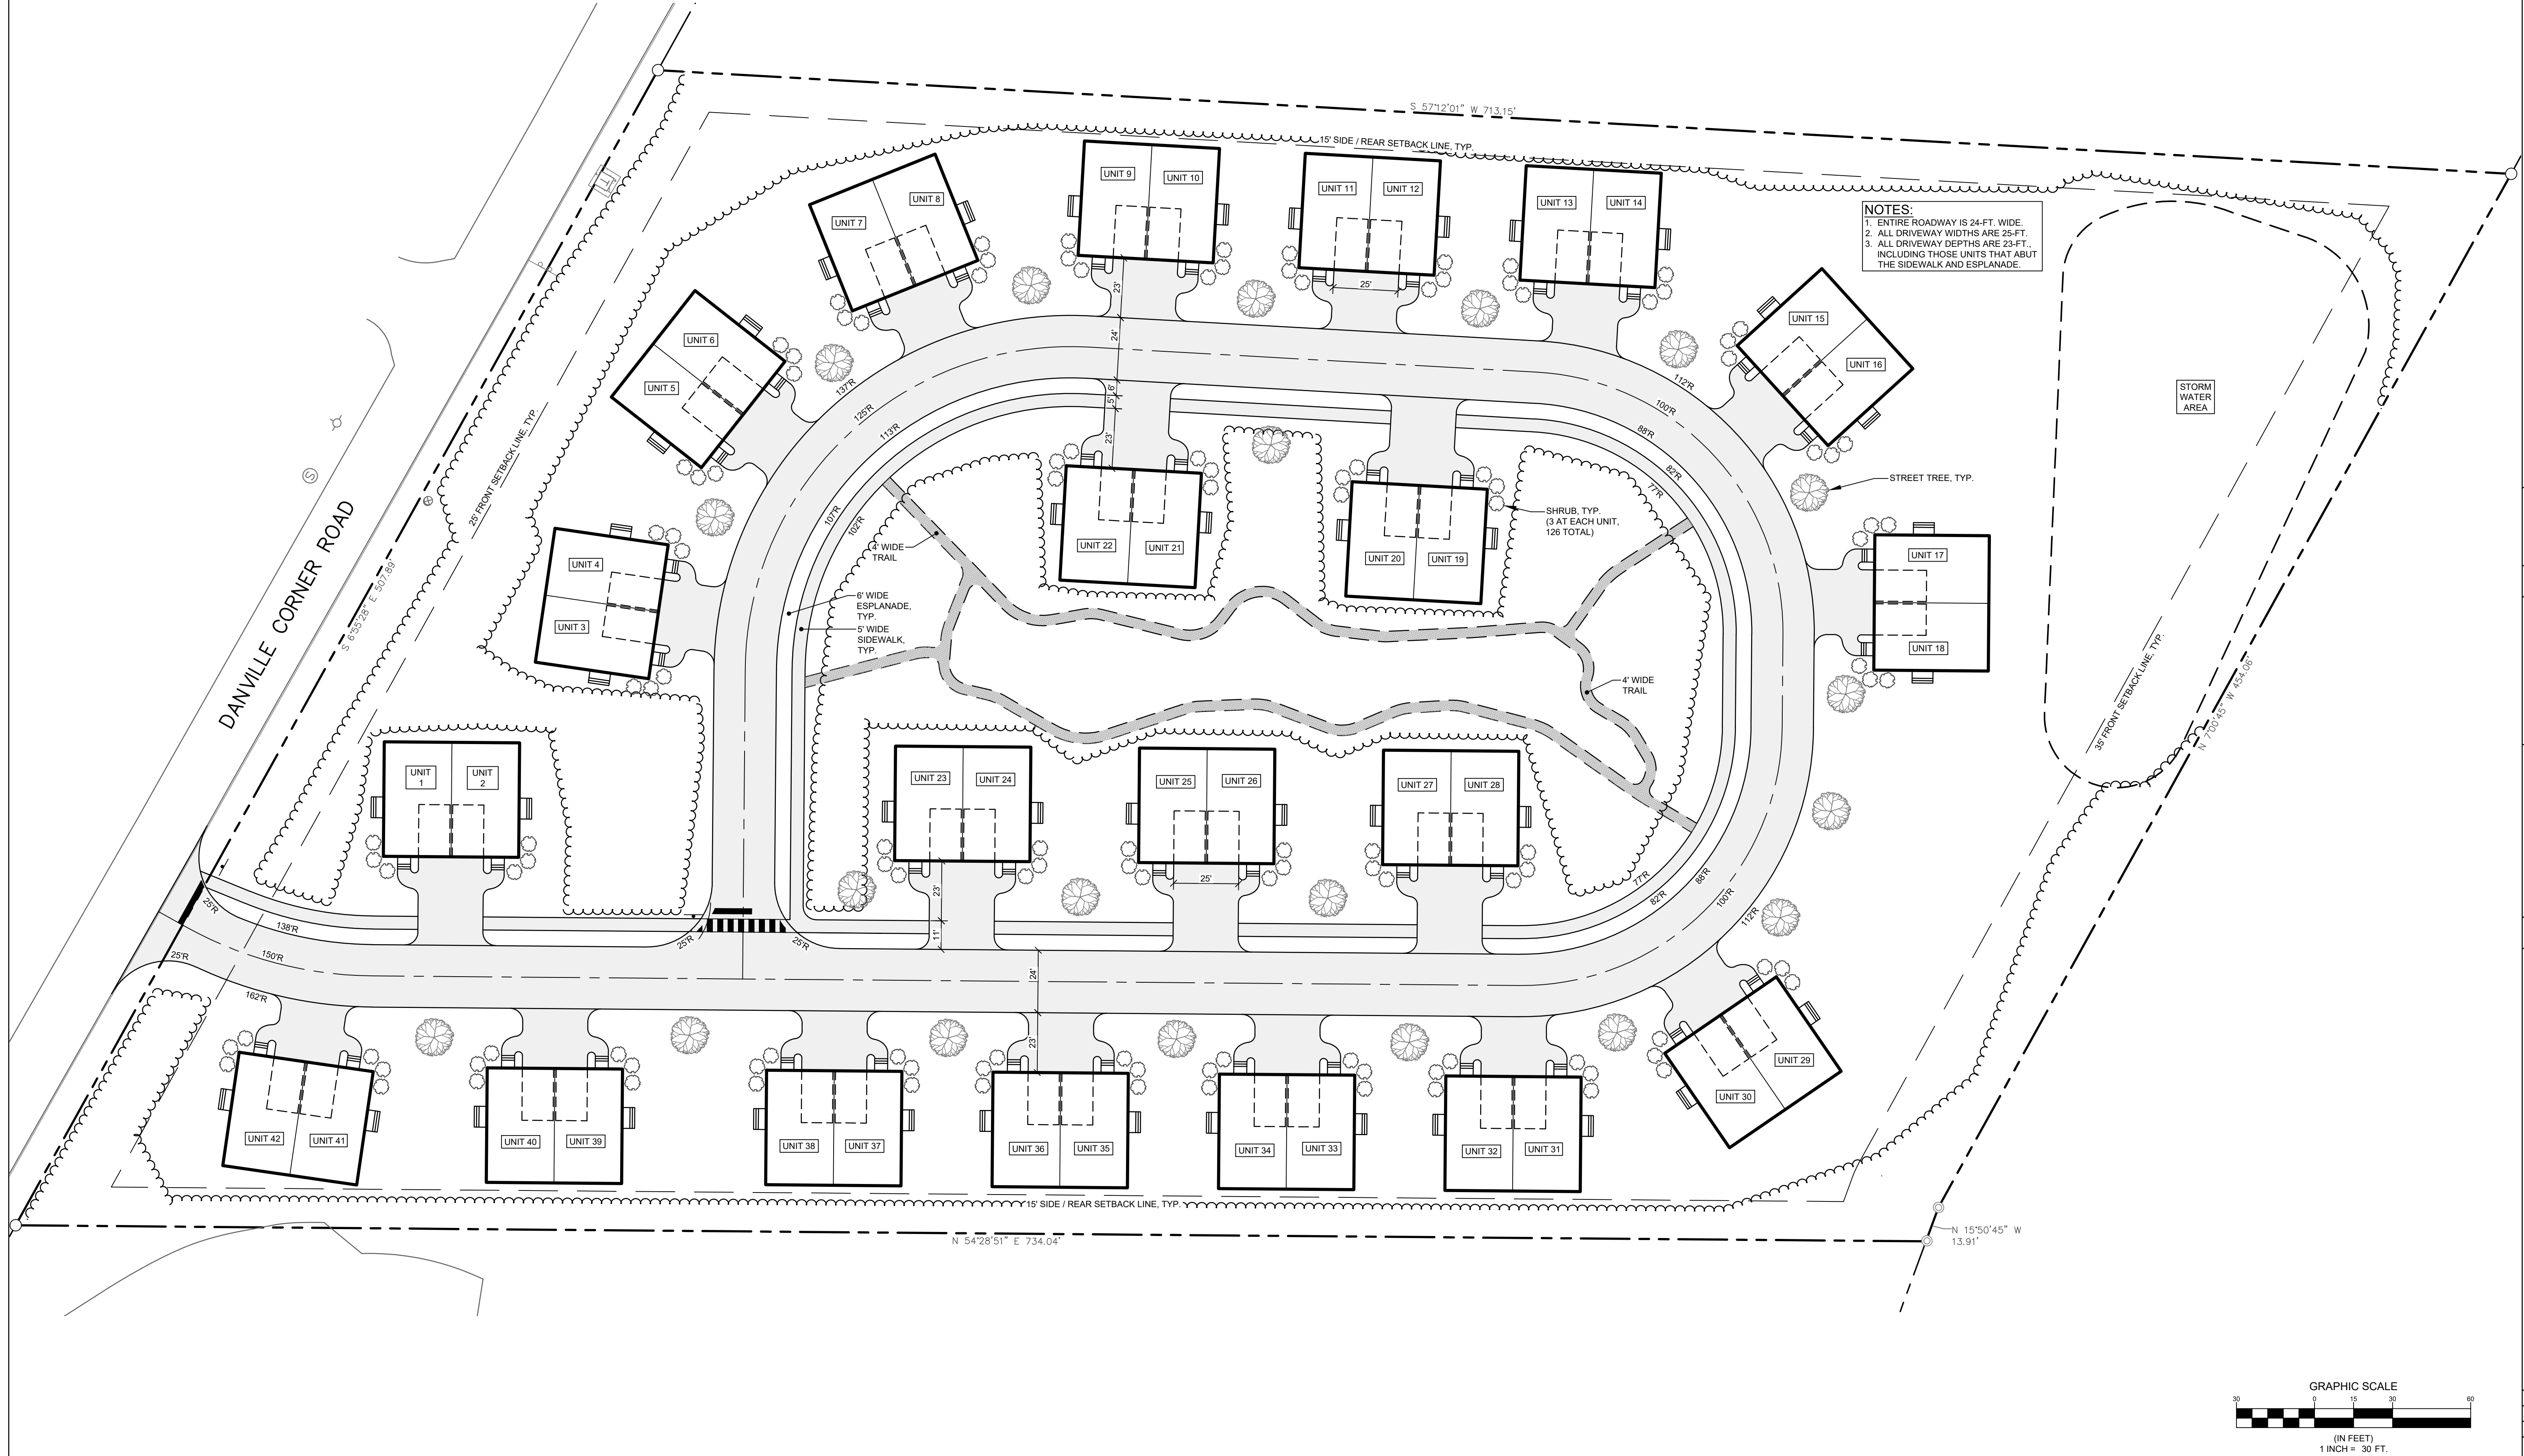 S 57°12'01" W 713.15'
15' SIDE / REAR SETBACK LINE, TYP.
UNIT 7
UNIT 8
UNIT 9
UNIT 10
UNIT 11
UNIT 12
UNIT 13
UNIT 14
NOTES:
1. ENTIRE ROADWAY IS 24-FT. WIDE.
2. ALL DRIVEWAY WIDTHS ARE 25-FT.
3. ALL DRIVEWAY DEPTHS ARE 23-FT.,
INCLUDING THOSE UNITS THAT ABUT
THE SIDEWALK AND ESPLANADE.
23'
25'
24'
6'
5'
23'
UNIT 5
UNIT 6
UNIT 15
UNIT 16
STORM
WATER
AREA
137'R
125'R
113'R
107'R
102'R
112'R
100'R
88'R
82'R
77'R
25' FRONT SETBACK LINE, TYP.
STREET TREE, TYP.
SHRUB, TYP.
(3 AT EACH UNIT,
126 TOTAL)
UNIT 22
UNIT 21
UNIT 20
UNIT 19
4' WIDE
TRAIL
S
DANVILLE CORNER ROAD
S 6°55'28" E 507.89'
UNIT 4
UNIT 3
UNIT 17
UNIT 18
6' WIDE
ESPLANADE,
TYP.
5' WIDE
SIDEWALK,
TYP.
4' WIDE
TRAIL
35' FRONT SETBACK LINE, TYP.
N 7°00'45" W 454.06'
UNIT
1
UNIT
2
UNIT 23
UNIT 24
UNIT 25
UNIT 26
UNIT 27
UNIT 28
23'
25'
11'
77'R
82'R
88'R
100'R
112'R
25'R
138'R
25'R
25'R
25'R
150'R
162'R
24'
23'
UNIT 42
UNIT 41
UNIT 40
UNIT 39
UNIT 38
UNIT 37
UNIT 36
UNIT 35
UNIT 34
UNIT 33
UNIT 32
UNIT 31
UNIT 30
UNIT 29
15' SIDE / REAR SETBACK LINE, TYP.
N 54°28'51" E 734.04'
N 15°50'45" W
13.91'
GRAPHIC SCALE
30 0 15 30 60
(IN FEET)
1 INCH = 30 FT.